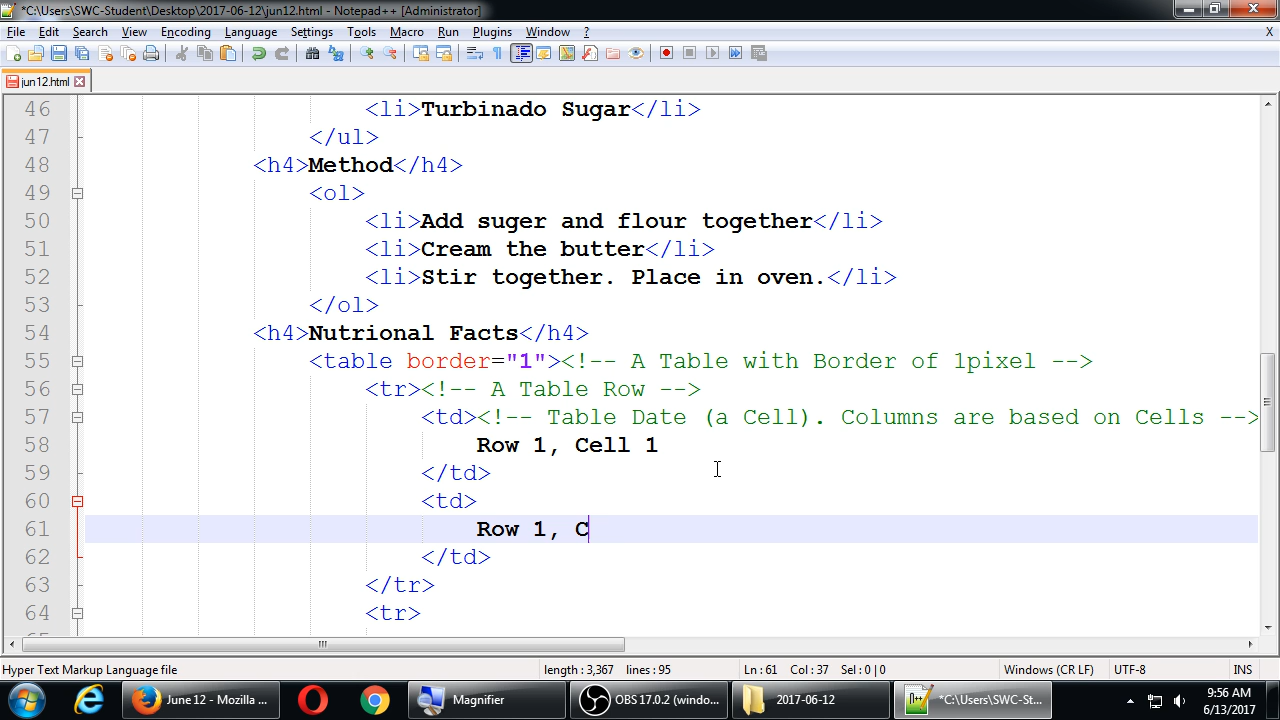 *C:\Users\SWC-Student\Desktop\2017-06-12\jun12.html - Notepad++ [Administrator]
File Edit Search View Encoding Language Settings Tools Macro Run Plugins Window ? X
jun12.html
46 <li>Turbinado Sugar</li>
47 </ul>
48 <h4>Method</h4>
49 <ol>
50 <li>Add suger and flour together</li>
51 <li>Cream the butter</li>
52 <li>Stir together. Place in oven.</li>
53 </ol>
54 <h4>Nutrional Facts</h4>
55 <table border="1"><!-- A Table with Border of 1pixel -->
56 <tr><!-- A Table Row -->
57 <td><!-- Table Date (a Cell). Columns are based on Cells -->
58 Row 1, Cell 1
59 </td>
60 <td>
61 Row 1, C
62 </td>
63 </tr>
64 <tr>
Hyper Text Markup Language file length : 3,367 lines : 95 Ln : 61 Col : 37 Sel : 0 | 0 Windows (CR LF) UTF-8 INS
June 12 - Mozilla ... Magnifier OBS 17.0.2 (windo... 2017-06-12 *C:\Users\SWC-St... 9:56 AM
6/13/2017